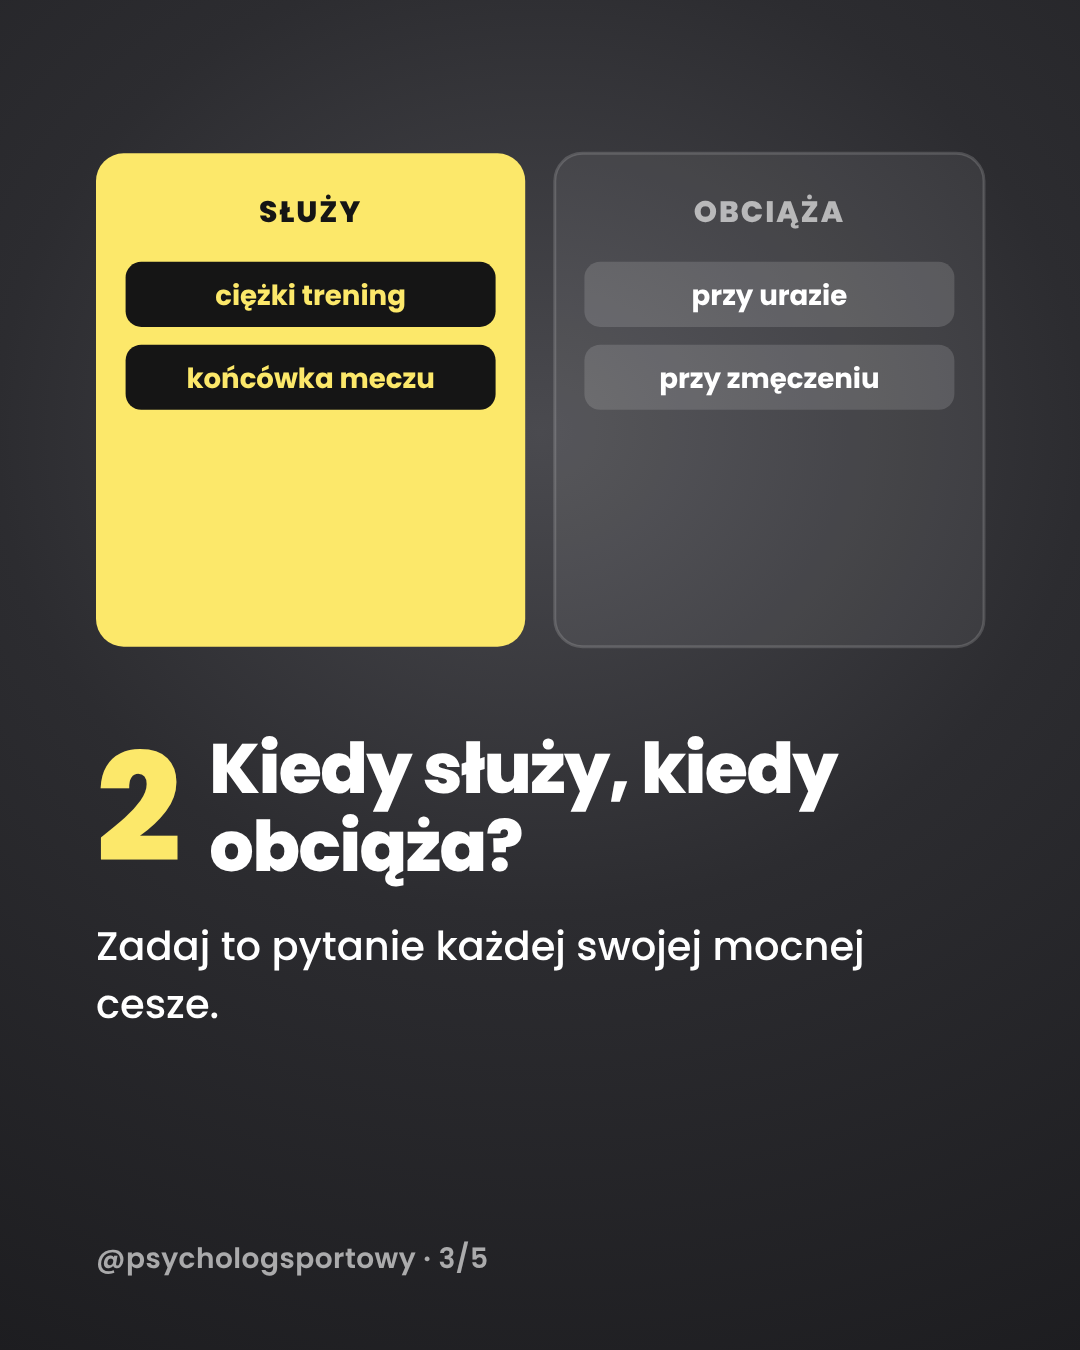 SŁUŻY
ciężki trening
końcówka meczu
OBCIĄŻA
przy urazie
przy zmęczeniu
2
Kiedy służy, kiedy
obciąża?
Zadaj to pytanie każdej swojej mocnej
cesze.
@psychologsportowy · 3/5